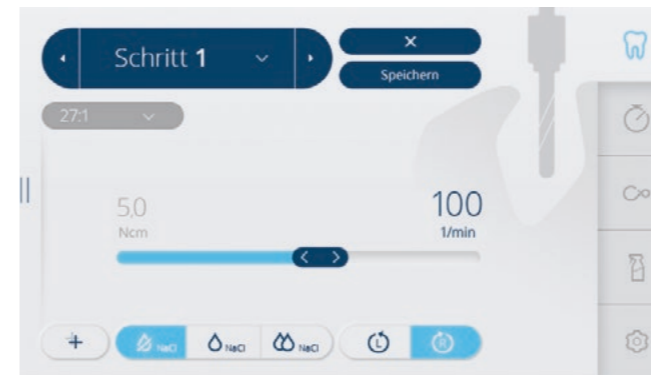 Schritt 1
×
Speichern
27:1
5,0
Ncm
100
1/min
NaCl
NaCl
NaCl
L
R